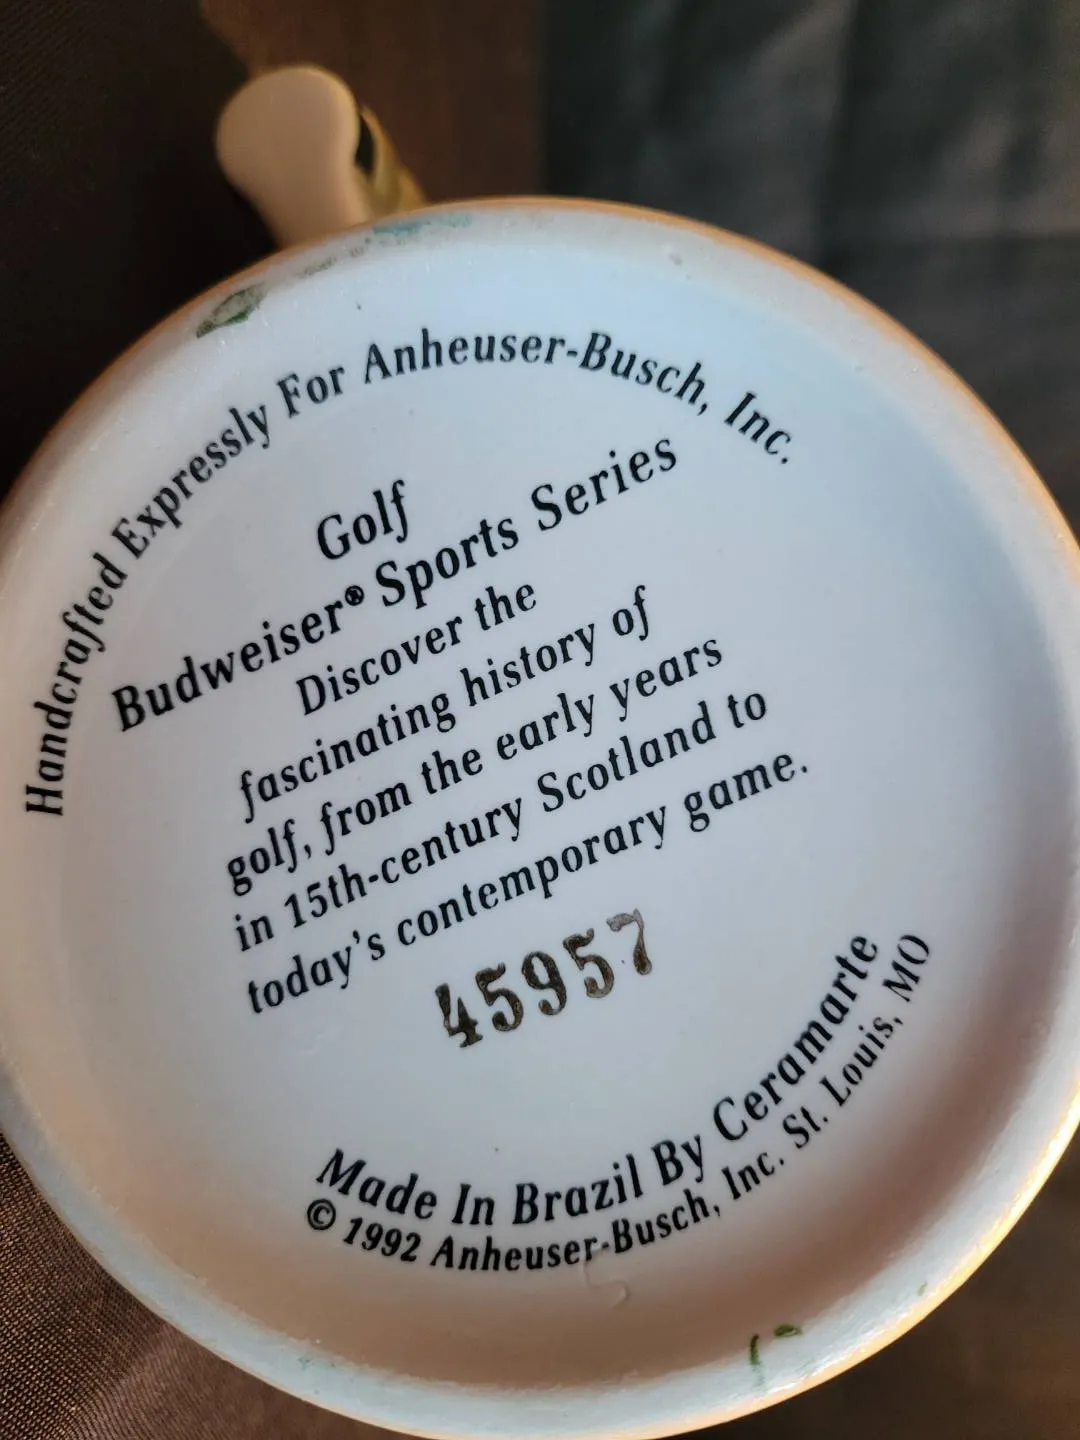 Handcrafted Expressly For Anheuser-Busch, Inc.
Golf
Budweiser® Sports Series
Discover the
fascinating history of
golf, from the early years
in 15th-century Scotland to
today's contemporary game.
45957
Made In Brazil By Ceramarte
© 1992 Anheuser-Busch, Inc. St. Louis, MO